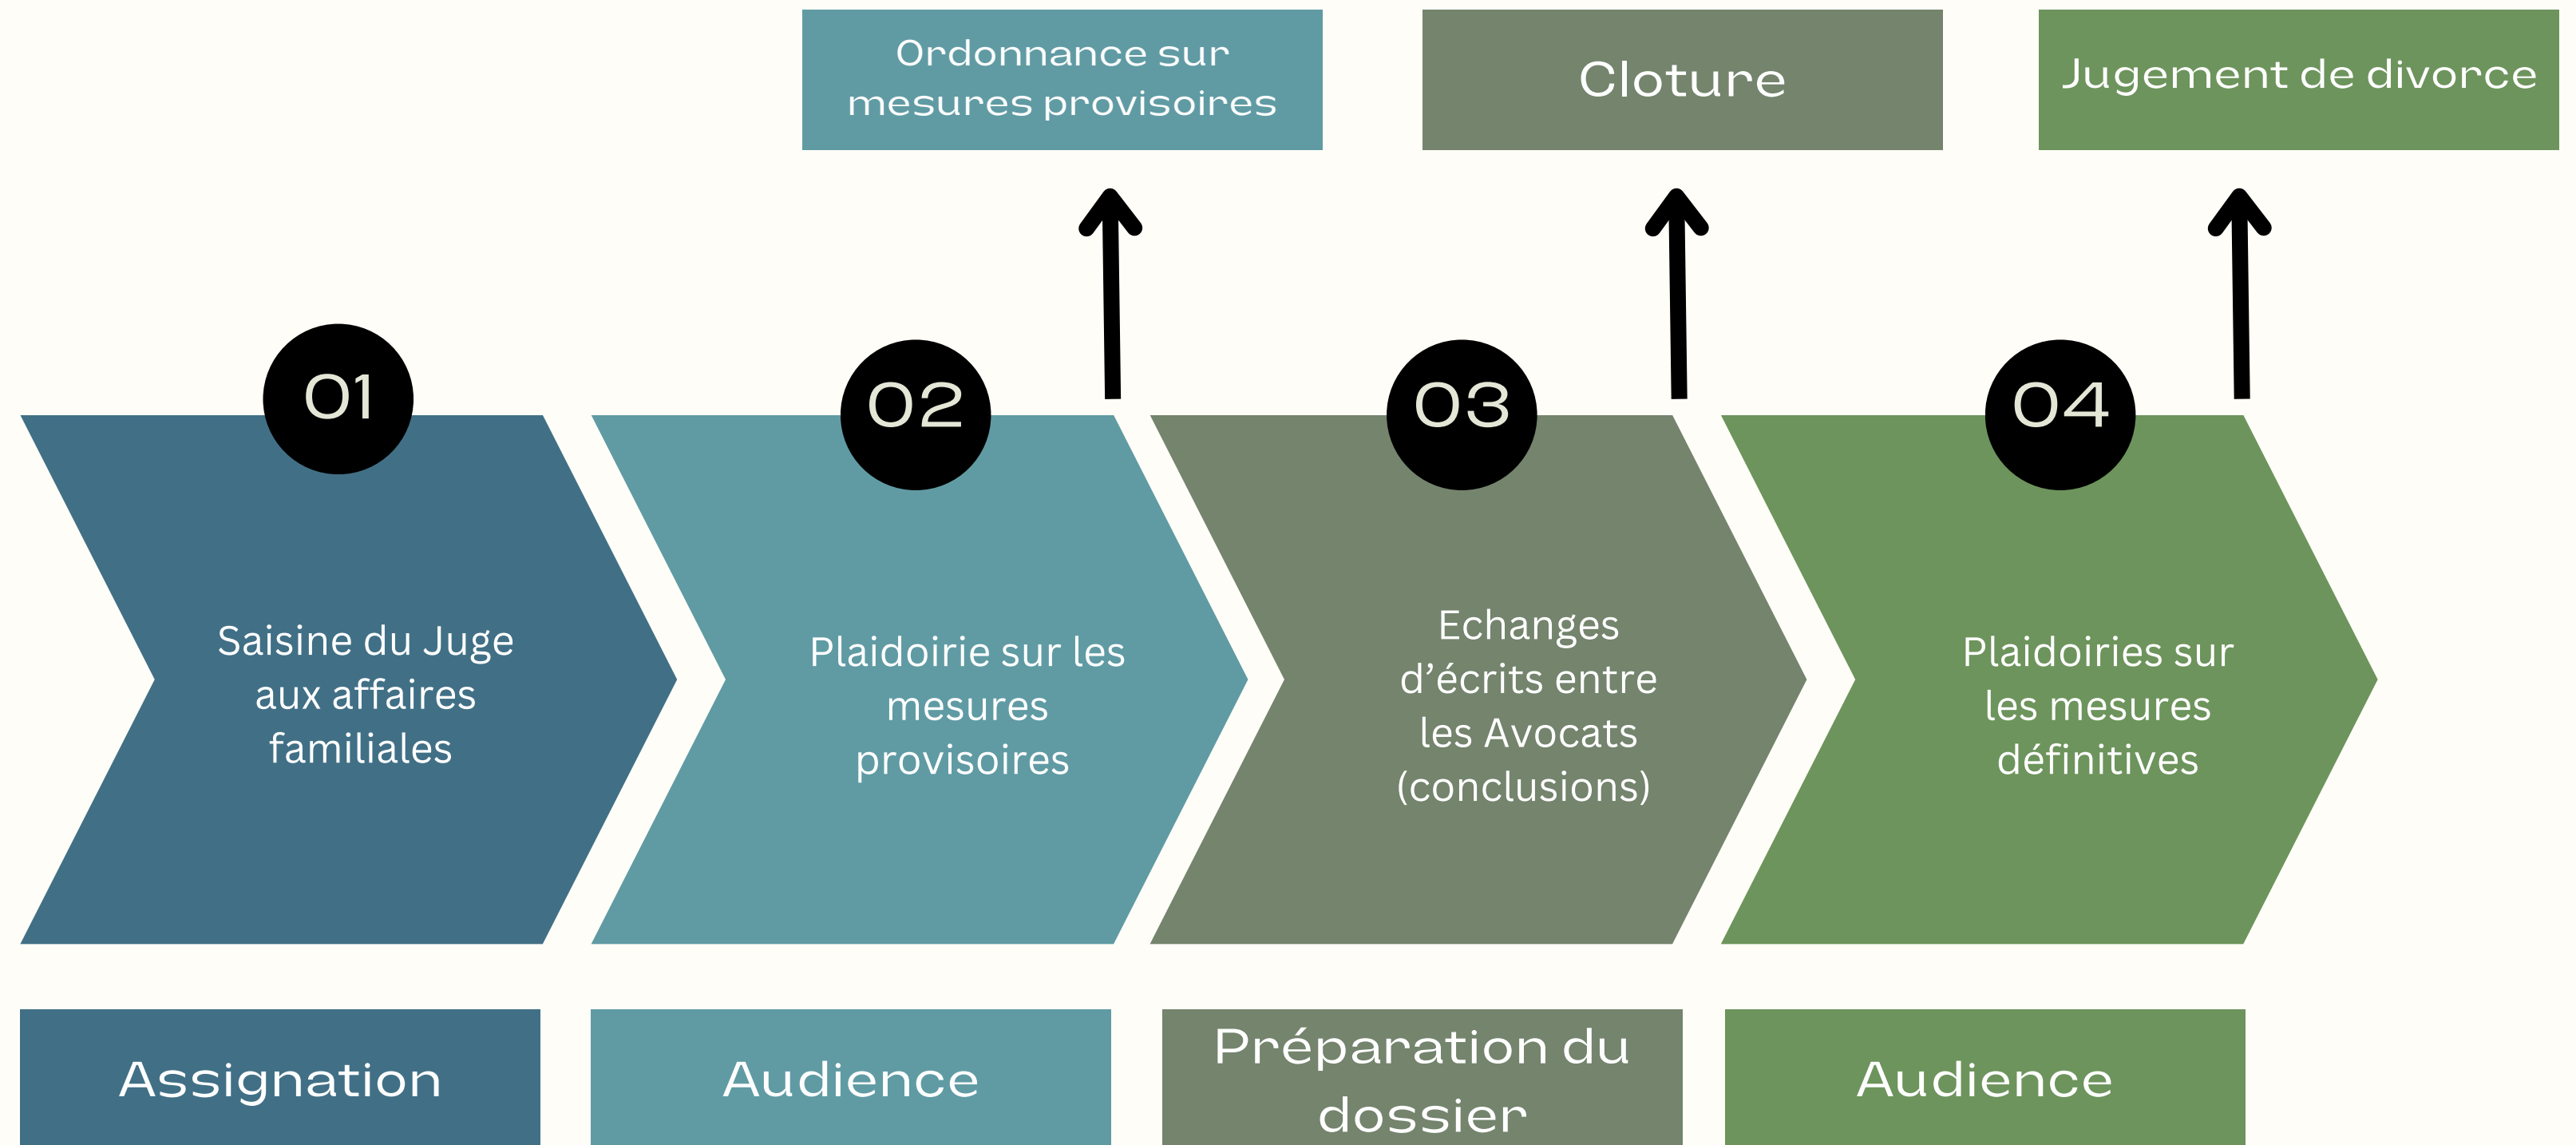 Ordonnance sur
mesures provisoires
Cloture
Jugement de divorce
01
02
03
04
Saisine du Juge
aux affaires
familiales
Plaidoirie sur les
mesures
provisoires
Echanges
d’écrits entre
les Avocats
(conclusions)
Plaidoiries sur
les mesures
définitives
Assignation
Audience
Préparation du
dossier
Audience